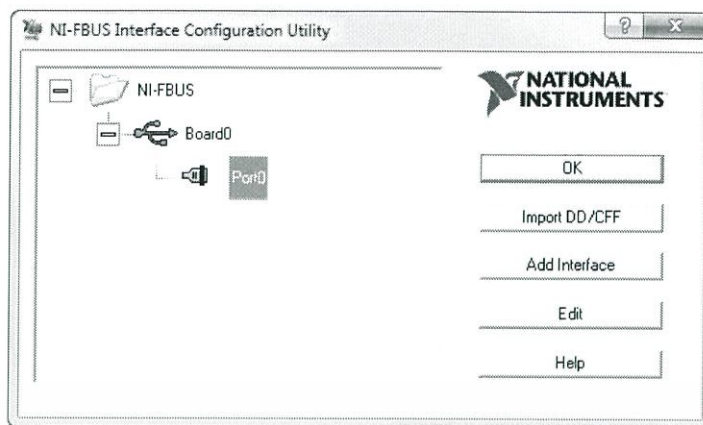 NI-FBUS Interface Configuration Utility
?
NI-FBUS
Board0
Port0
NATIONAL
INSTRUMENTS
OK
Import DD/CFF
Add Interface
Edit
Help